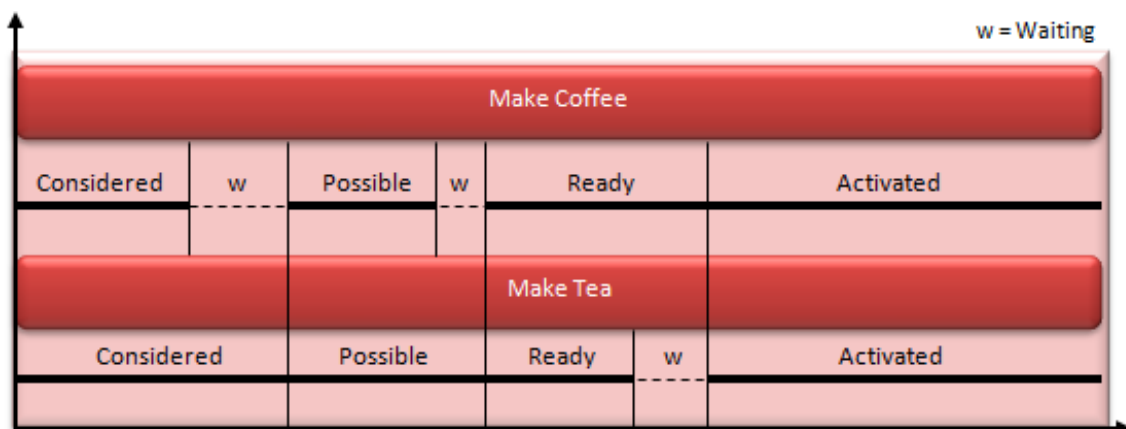 w = Waiting
Make Coffee
Considered w Possible w Ready Activated
Make Tea
Considered Possible Ready w Activated